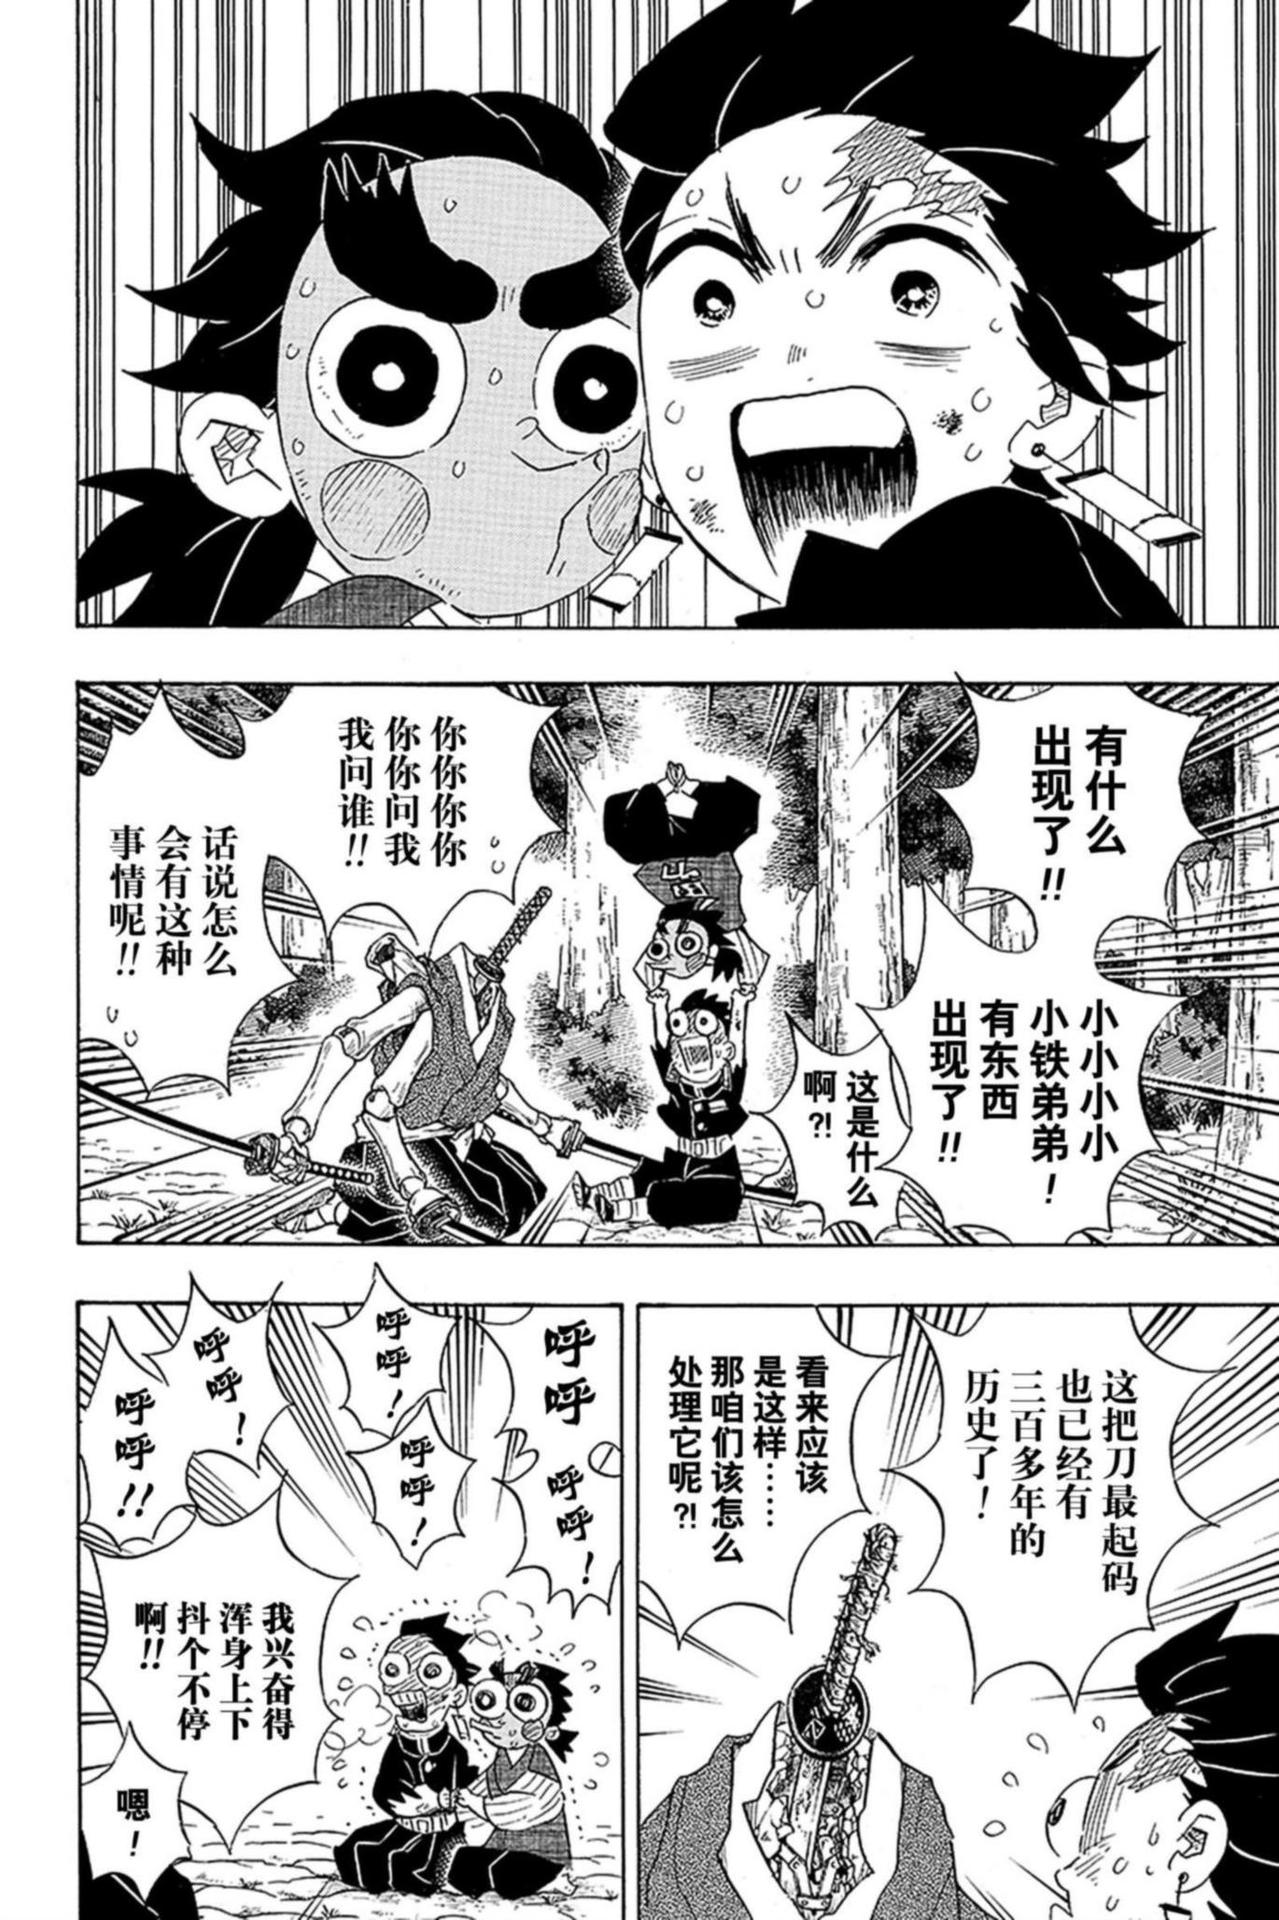 有什么
出现了!!
小小小小
小铁弟弟!
有东西
出现了!!
这是什么
啊?!
你你你你
你你问我
我问谁!!
话说怎么
会有这种
事情呢!!
这把刀最起码
也已经有
三百多年的
历史了!
看来应该
是这样……
那咱们该怎么
处理它呢?!
呼呼
呼呼!
呼呼!
呼呼!
呼呼!
呼呼!!
我兴奋得
浑身上下
抖个不停
啊!!
嗯!